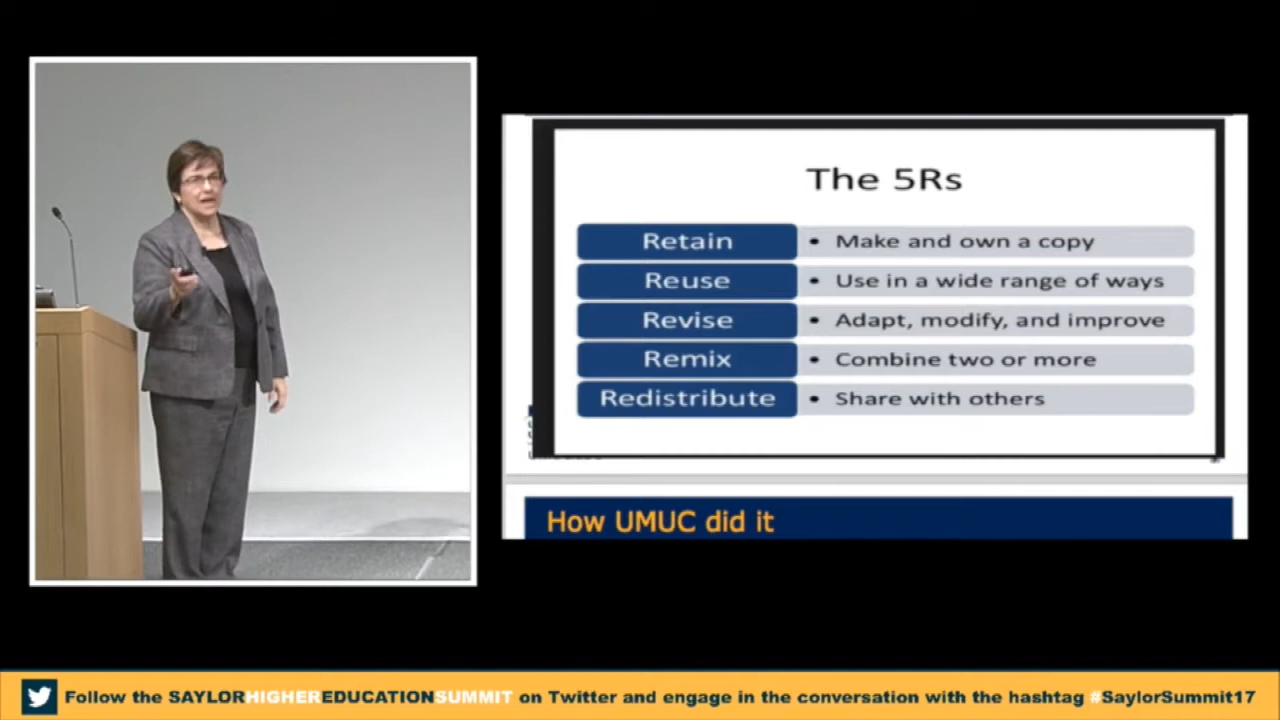 The 5Rs
Retain • Make and own a copy
Reuse • Use in a wide range of ways
Revise • Adapt, modify, and improve
Remix • Combine two or more
Redistribute • Share with others
How UMUC did it
Follow the SAYLORHIGHEREDUCATIONSUMMIT on Twitter and engage in the conversation with the hashtag #SaylorSummit17